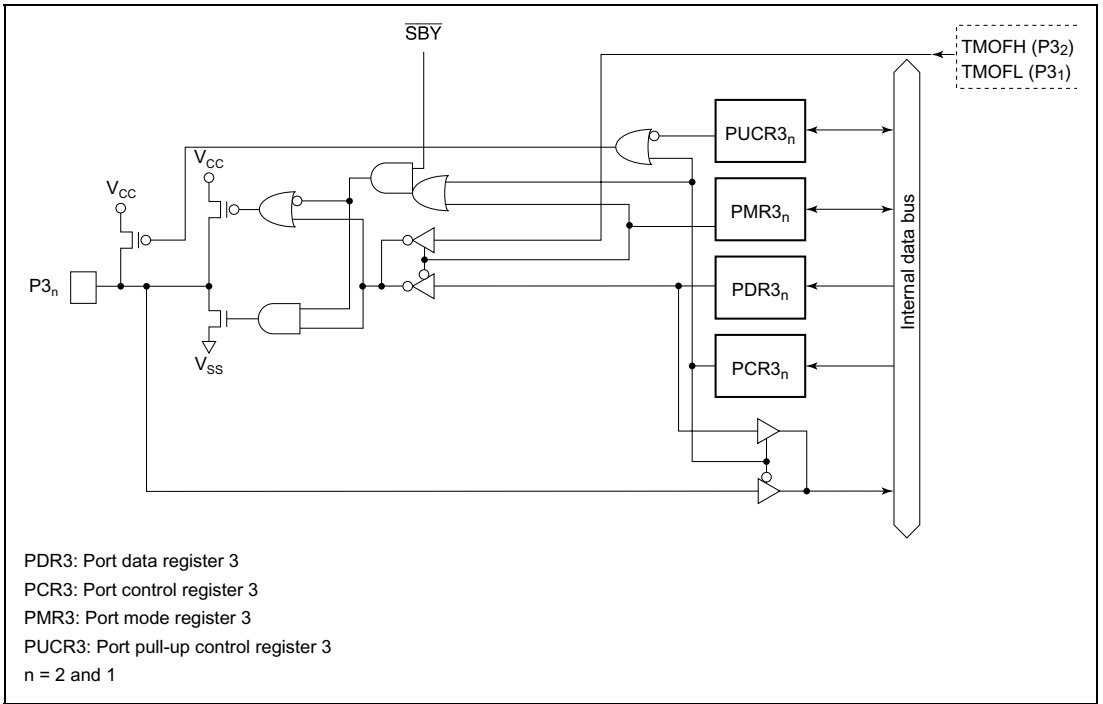 SBY
TMOFH (P32)
TMOFL (P31)
PUCR3n
VCC
VCC
PMR3n
P3n
PDR3n
Internal data bus
VSS
PCR3n
PDR3: Port data register 3
PCR3: Port control register 3
PMR3: Port mode register 3
PUCR3: Port pull-up control register 3
n = 2 and 1